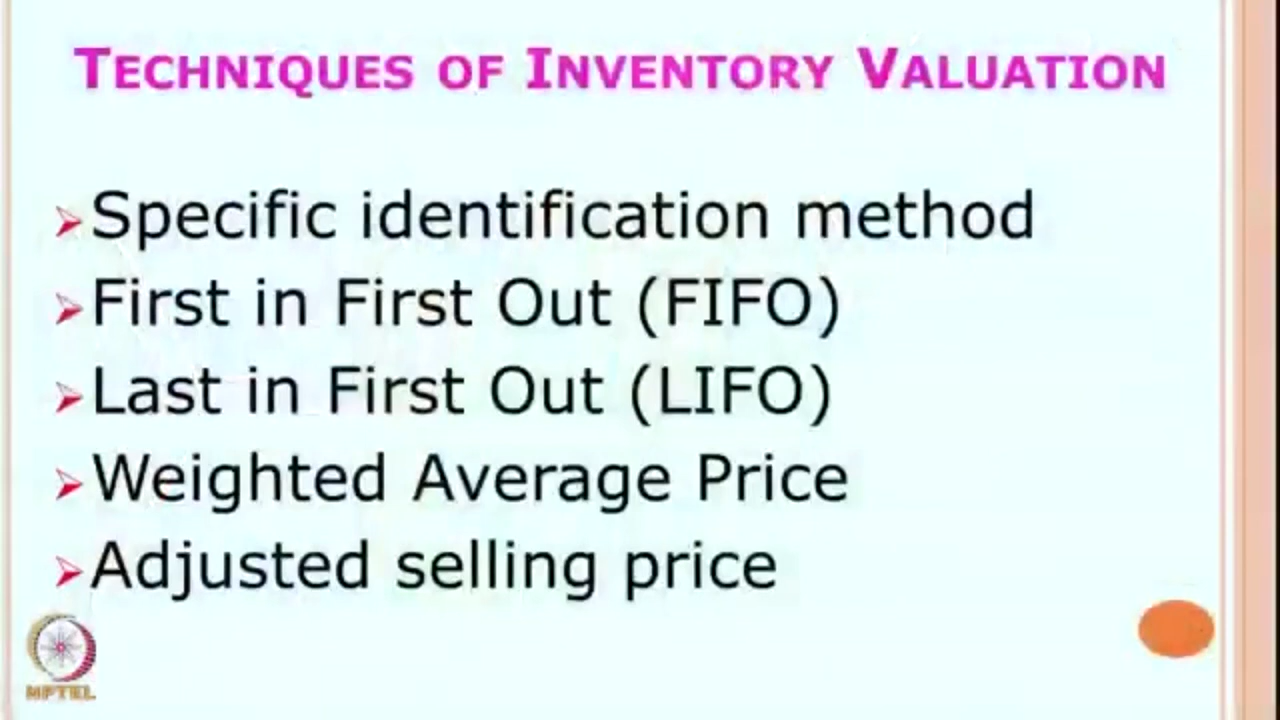 TECHNIQUES OF INVENTORY VALUATION
Specific identification method
First in First Out (FIFO)
Last in First Out (LIFO)
Weighted Average Price
Adjusted selling price
NPTEL